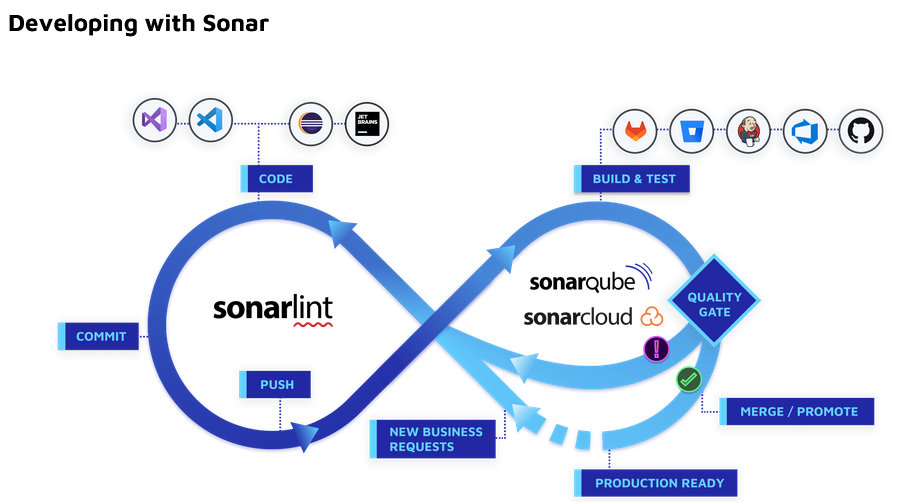 Developing with Sonar
JET
BRAINS
CODE
BUILD & TEST
sonarlint
sonarqube
sonarcloud
QUALITY
GATE
COMMIT
PUSH
NEW BUSINESS
REQUESTS
MERGE / PROMOTE
PRODUCTION READY